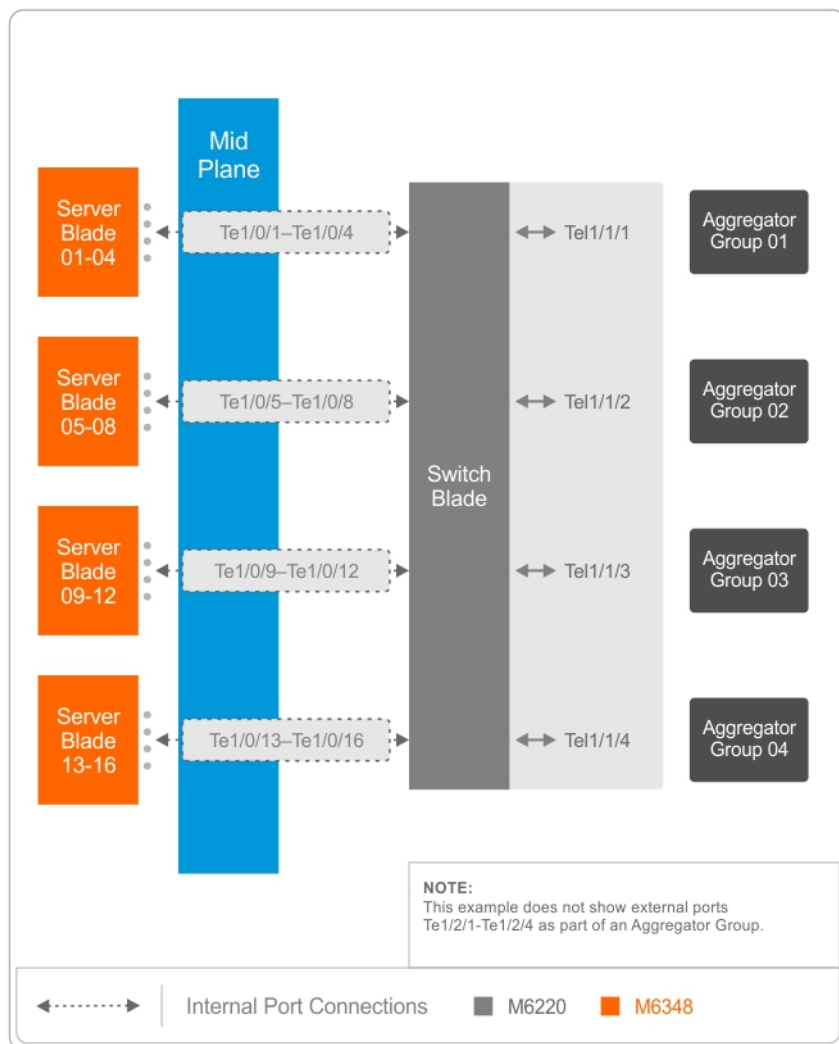 Mid
Plane
Server
Blade
01-04
Te1/0/1–Te1/0/4
Tel1/1/1
Aggregator
Group 01
Server
Blade
05-08
Te1/0/5–Te1/0/8
Tel1/1/2
Aggregator
Group 02
Switch
Blade
Server
Blade
09-12
Te1/0/9–Te1/0/12
Tel1/1/3
Aggregator
Group 03
Server
Blade
13-16
Te1/0/13–Te1/0/16
Tel1/1/4
Aggregator
Group 04
NOTE:
This example does not show external ports
Te1/2/1-Te1/2/4 as part of an Aggregator Group.
Internal Port Connections
M6220
M6348